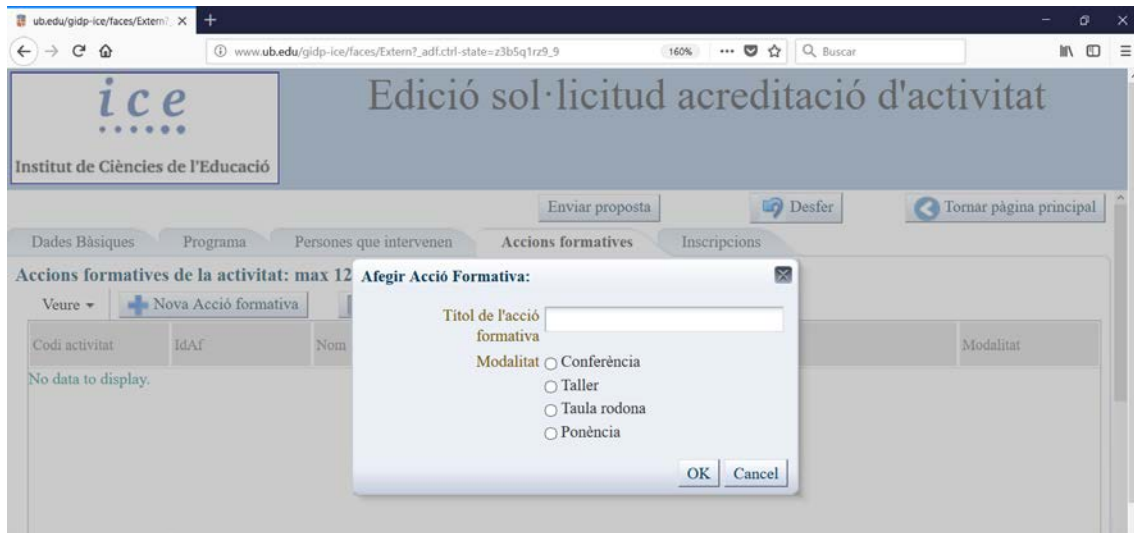 ub.edu/gidp-ice/faces/Extern?_
www.ub.edu/gidp-ice/faces/Extern?_adf.ctrl-state=z3b5q1rz9_9
160%
Buscar
ice
Institut de Ciències de l'Educació
Edició sol·licitud acreditació d'activitat
Enviar proposta
Desfer
Tornar pàgina principal
Dades Bàsiques
Programa
Persones que intervenen
Accions formatives
Inscripcions
Accions formatives de la activitat: max 12
Veure
Nova Acció formativa
Codi activitat
IdAf
Nom
Modalitat
No data to display.
Afegir Acció Formativa:
Títol de l'acció
formativa
Modalitat
Conferència
Taller
Taula rodona
Ponència
OK
Cancel